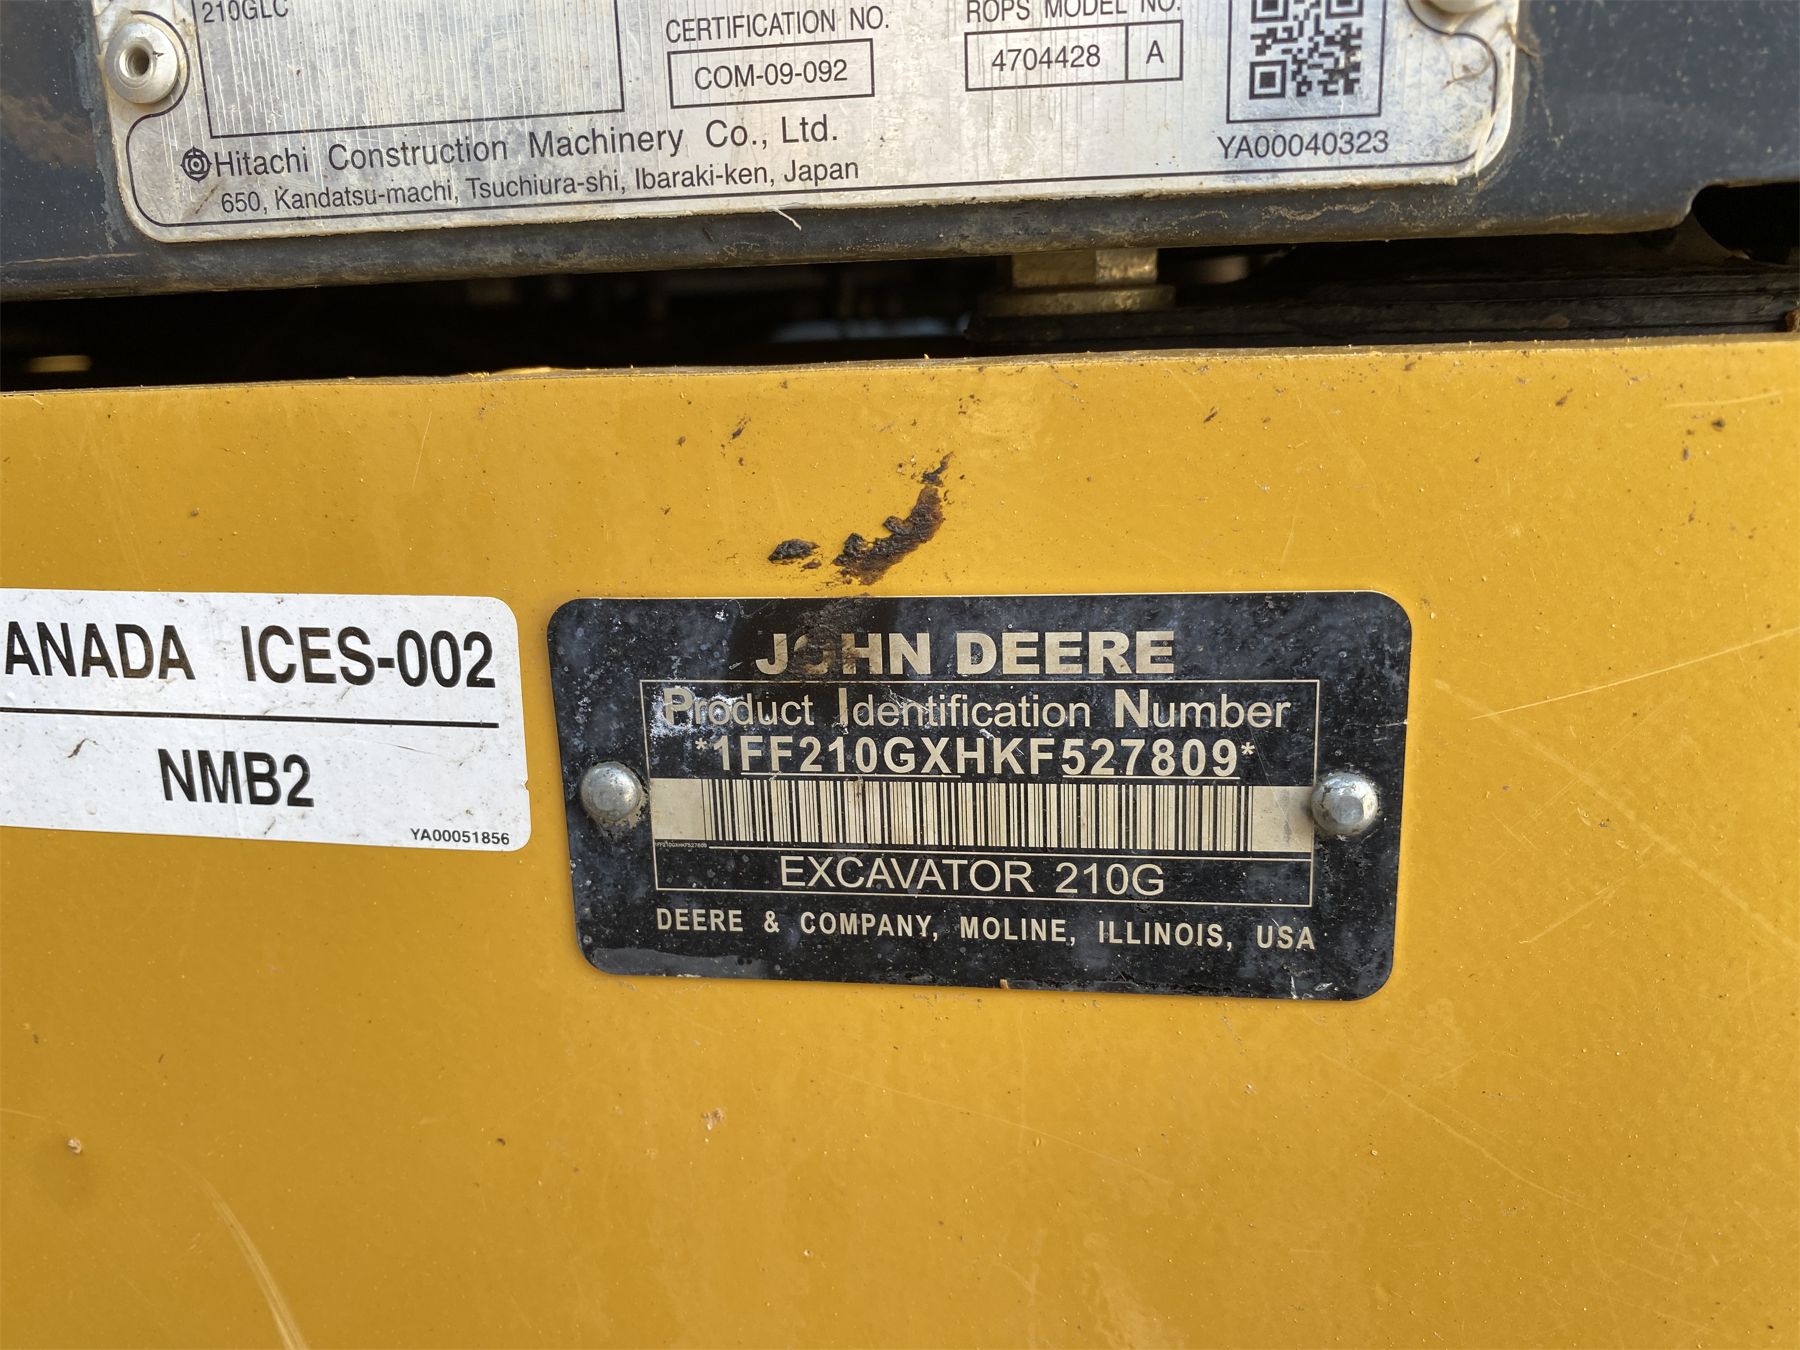 210GLC
CERTIFICATION NO.
COM-09-092
ROPS MODEL NO.
4704428 A
Hitachi Construction Machinery Co., Ltd.
650, Kandatsu-machi, Tsuchiura-shi, Ibaraki-ken, Japan
YA00040323
ANADA ICES-002
NMB2
YA00051856
JOHN DEERE
Product Identification Number
*1FF210GXHKF527809*
1FF210GXHKF527809
EXCAVATOR 210G
DEERE & COMPANY, MOLINE, ILLINOIS, USA